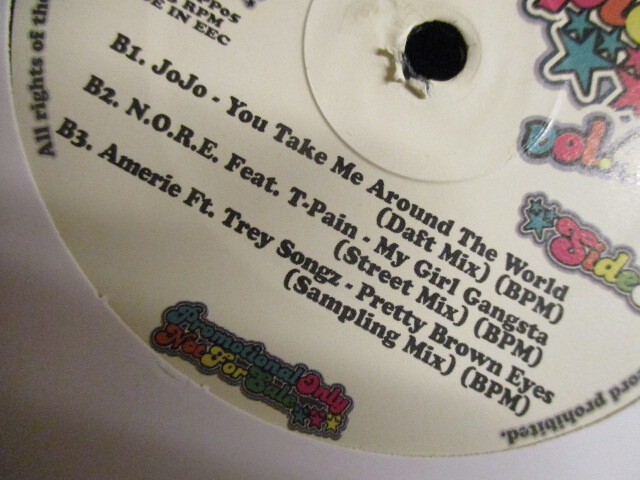 RPM
MADE IN EEC
B1. JoJo - You Take Me Around The World
(Daft Mix) (BPM)
B2. N.O.R.E. Feat. T-Pain - My Girl Gangsta
(Street Mix) (BPM)
B3. Amerie Ft. Trey Songz - Pretty Brown Eyes
(Sampling Mix) (BPM)
Promotional Only
Not For Sale
Vol.
Side
All rights of the
prohibited.